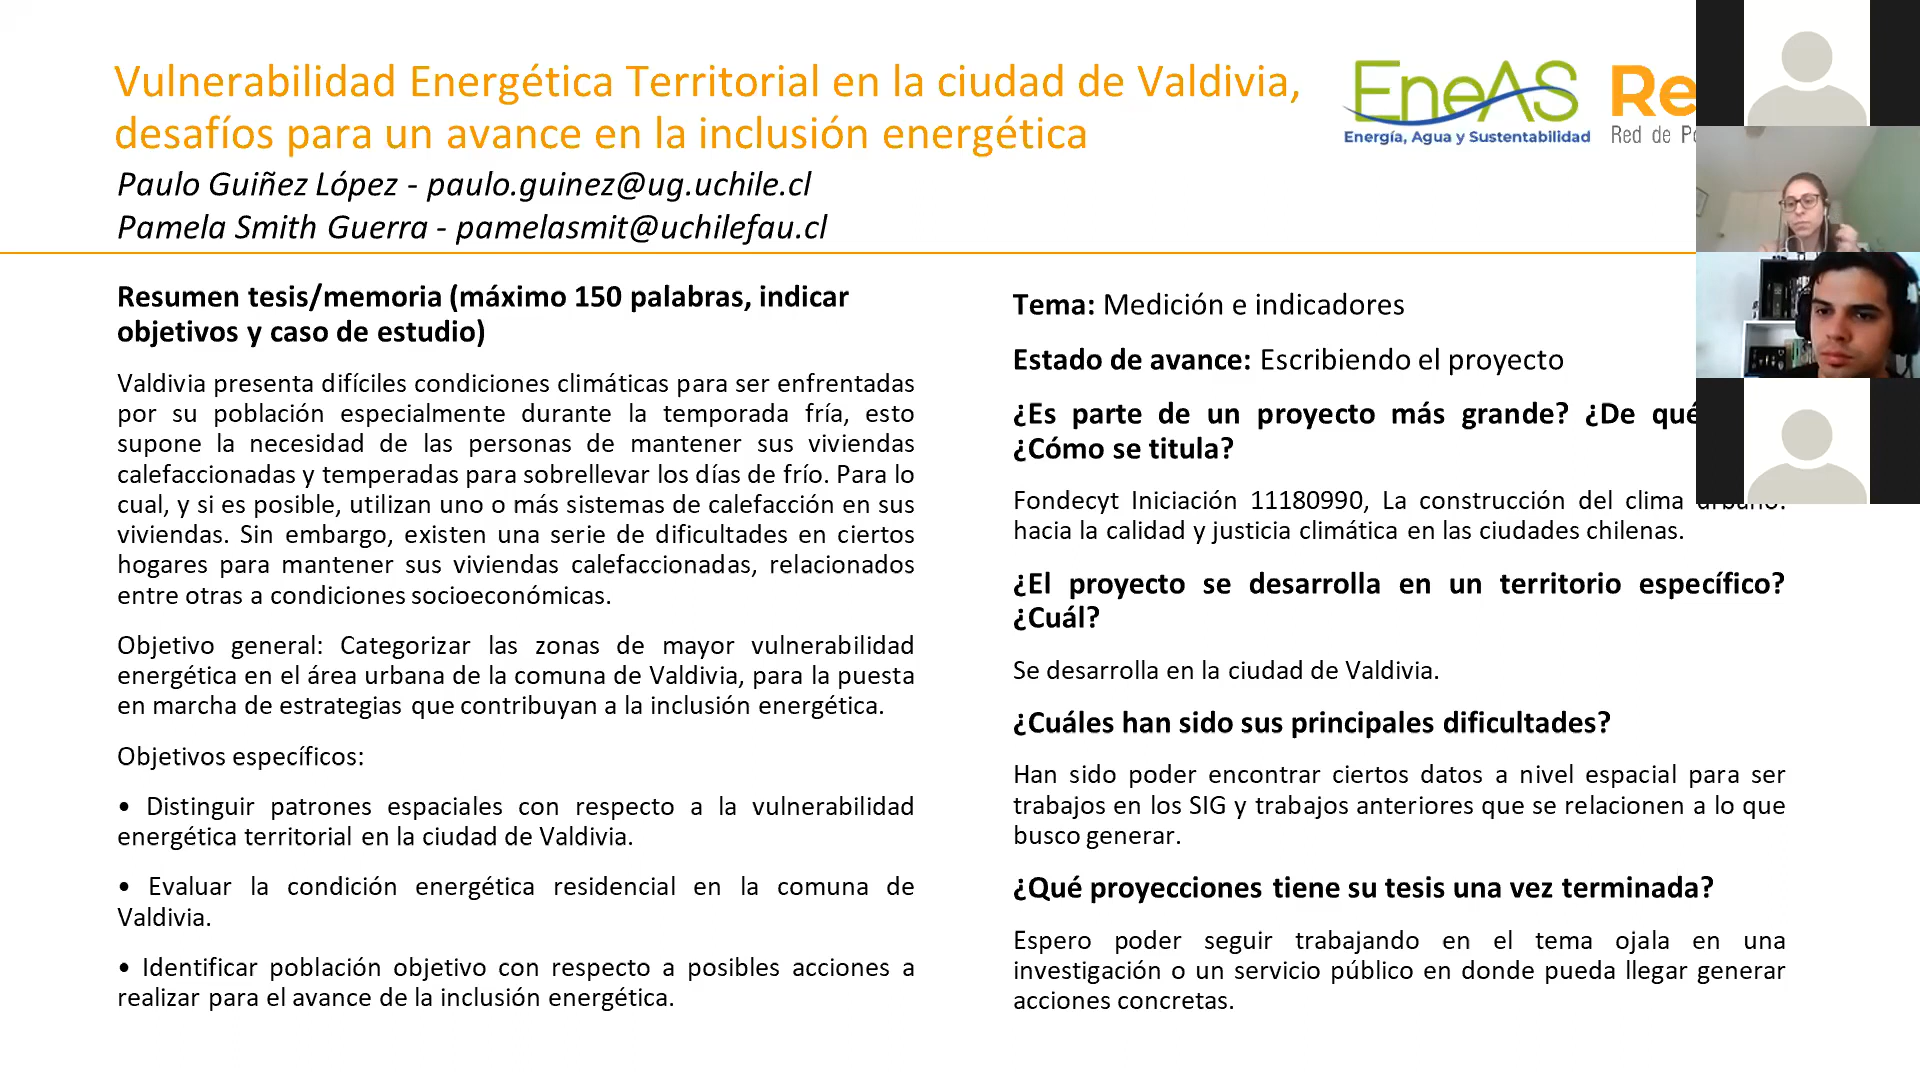 Vulnerabilidad Energética Territorial en la ciudad de Valdivia,
desafíos para un avance en la inclusión energética
Paulo Guiñez López - paulo.guinez@ug.uchile.cl
Pamela Smith Guerra - pamelasmit@uchilefau.cl
EneAS
Energía, Agua y Sustentabilidad
Re
Red de
Resumen tesis/memoria (máximo 150 palabras, indicar
objetivos y caso de estudio)
Valdivia presenta difíciles condiciones climáticas para ser enfrentadas
por su población especialmente durante la temporada fría, esto
supone la necesidad de las personas de mantener sus viviendas
calefaccionadas y temperadas para sobrellevar los días de frío. Para lo
cual, y si es posible, utilizan uno o más sistemas de calefacción en sus
viviendas. Sin embargo, existen una serie de dificultades en ciertos
hogares para mantener sus viviendas calefaccionadas, relacionados
entre otras a condiciones socioeconómicas.
Objetivo general: Categorizar las zonas de mayor vulnerabilidad
energética en el área urbana de la comuna de Valdivia, para la puesta
en marcha de estrategias que contribuyan a la inclusión energética.
Objetivos específicos:
• Distinguir patrones espaciales con respecto a la vulnerabilidad
energética territorial en la ciudad de Valdivia.
• Evaluar la condición energética residencial en la comuna de
Valdivia.
• Identificar población objetivo con respecto a posibles acciones a
realizar para el avance de la inclusión energética.
Tema: Medición e indicadores
Estado de avance: Escribiendo el proyecto
¿Es parte de un proyecto más grande? ¿De qué
¿Cómo se titula?
Fondecyt Iniciación 11180990, La construcción del clima urbano:
hacia la calidad y justicia climática en las ciudades chilenas.
¿El proyecto se desarrolla en un territorio específico?
¿Cuál?
Se desarrolla en la ciudad de Valdivia.
¿Cuáles han sido sus principales dificultades?
Han sido poder encontrar ciertos datos a nivel espacial para ser
trabajos en los SIG y trabajos anteriores que se relacionen a lo que
busco generar.
¿Qué proyecciones tiene su tesis una vez terminada?
Espero poder seguir trabajando en el tema ojala en una
investigación o un servicio público en donde pueda llegar generar
acciones concretas.